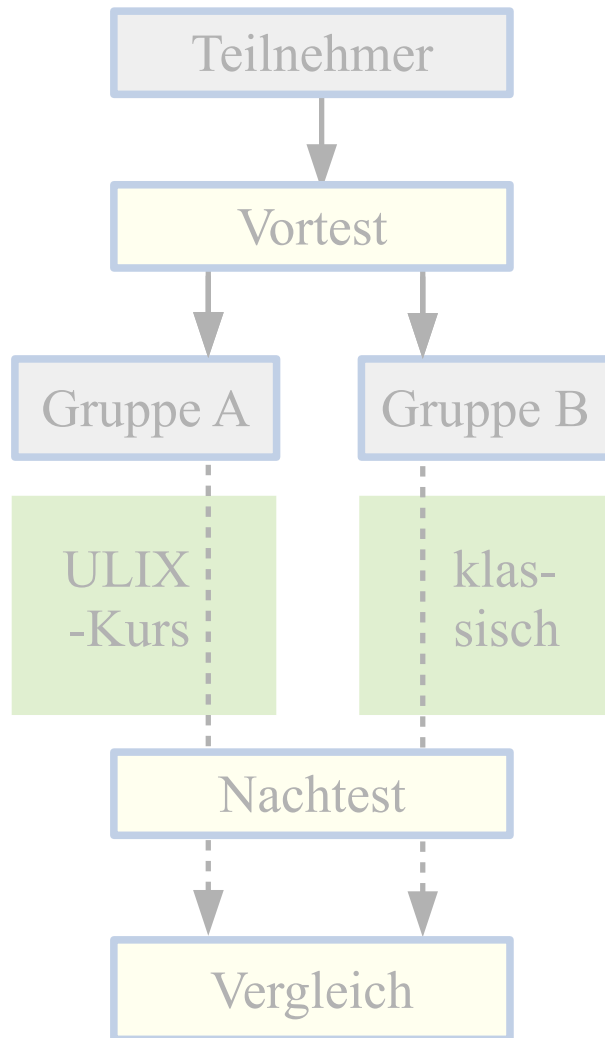 Teilnehmer
Vortest
Gruppe A
Gruppe B
ULIX
-Kurs
klas-
sisch
Nachtest
Vergleich